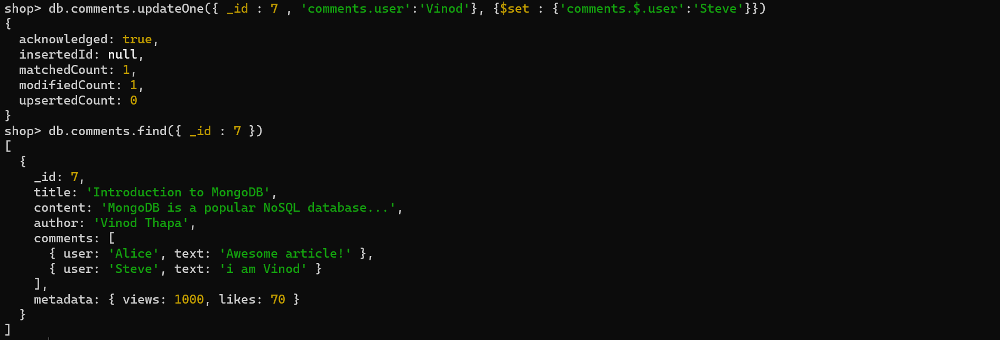 shop> db.comments.updateOne({ _id : 7 , 'comments.user':'Vinod'}, {$set : {'comments.$.user':'Steve'}})
{
  acknowledged: true,
  insertedId: null,
  matchedCount: 1,
  modifiedCount: 1,
  upsertedCount: 0
}
shop> db.comments.find({ _id : 7 })
[
  {
    _id: 7,
    title: 'Introduction to MongoDB',
    content: 'MongoDB is a popular NoSQL database...',
    author: 'Vinod Thapa',
    comments: [
      { user: 'Alice', text: 'Awesome article!' },
      { user: 'Steve', text: 'i am Vinod' }
    ],
    metadata: { views: 1000, likes: 70 }
  }
]